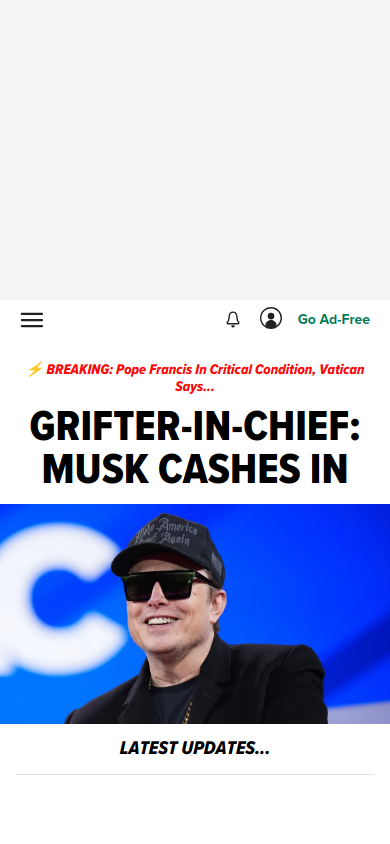 Go Ad-Free
⚡ BREAKING: Pope Francis In Critical Condition, Vatican
Says...
GRIFTER-IN-CHIEF:
MUSK CASHES IN
C
Make America
Great Again
LATEST UPDATES...